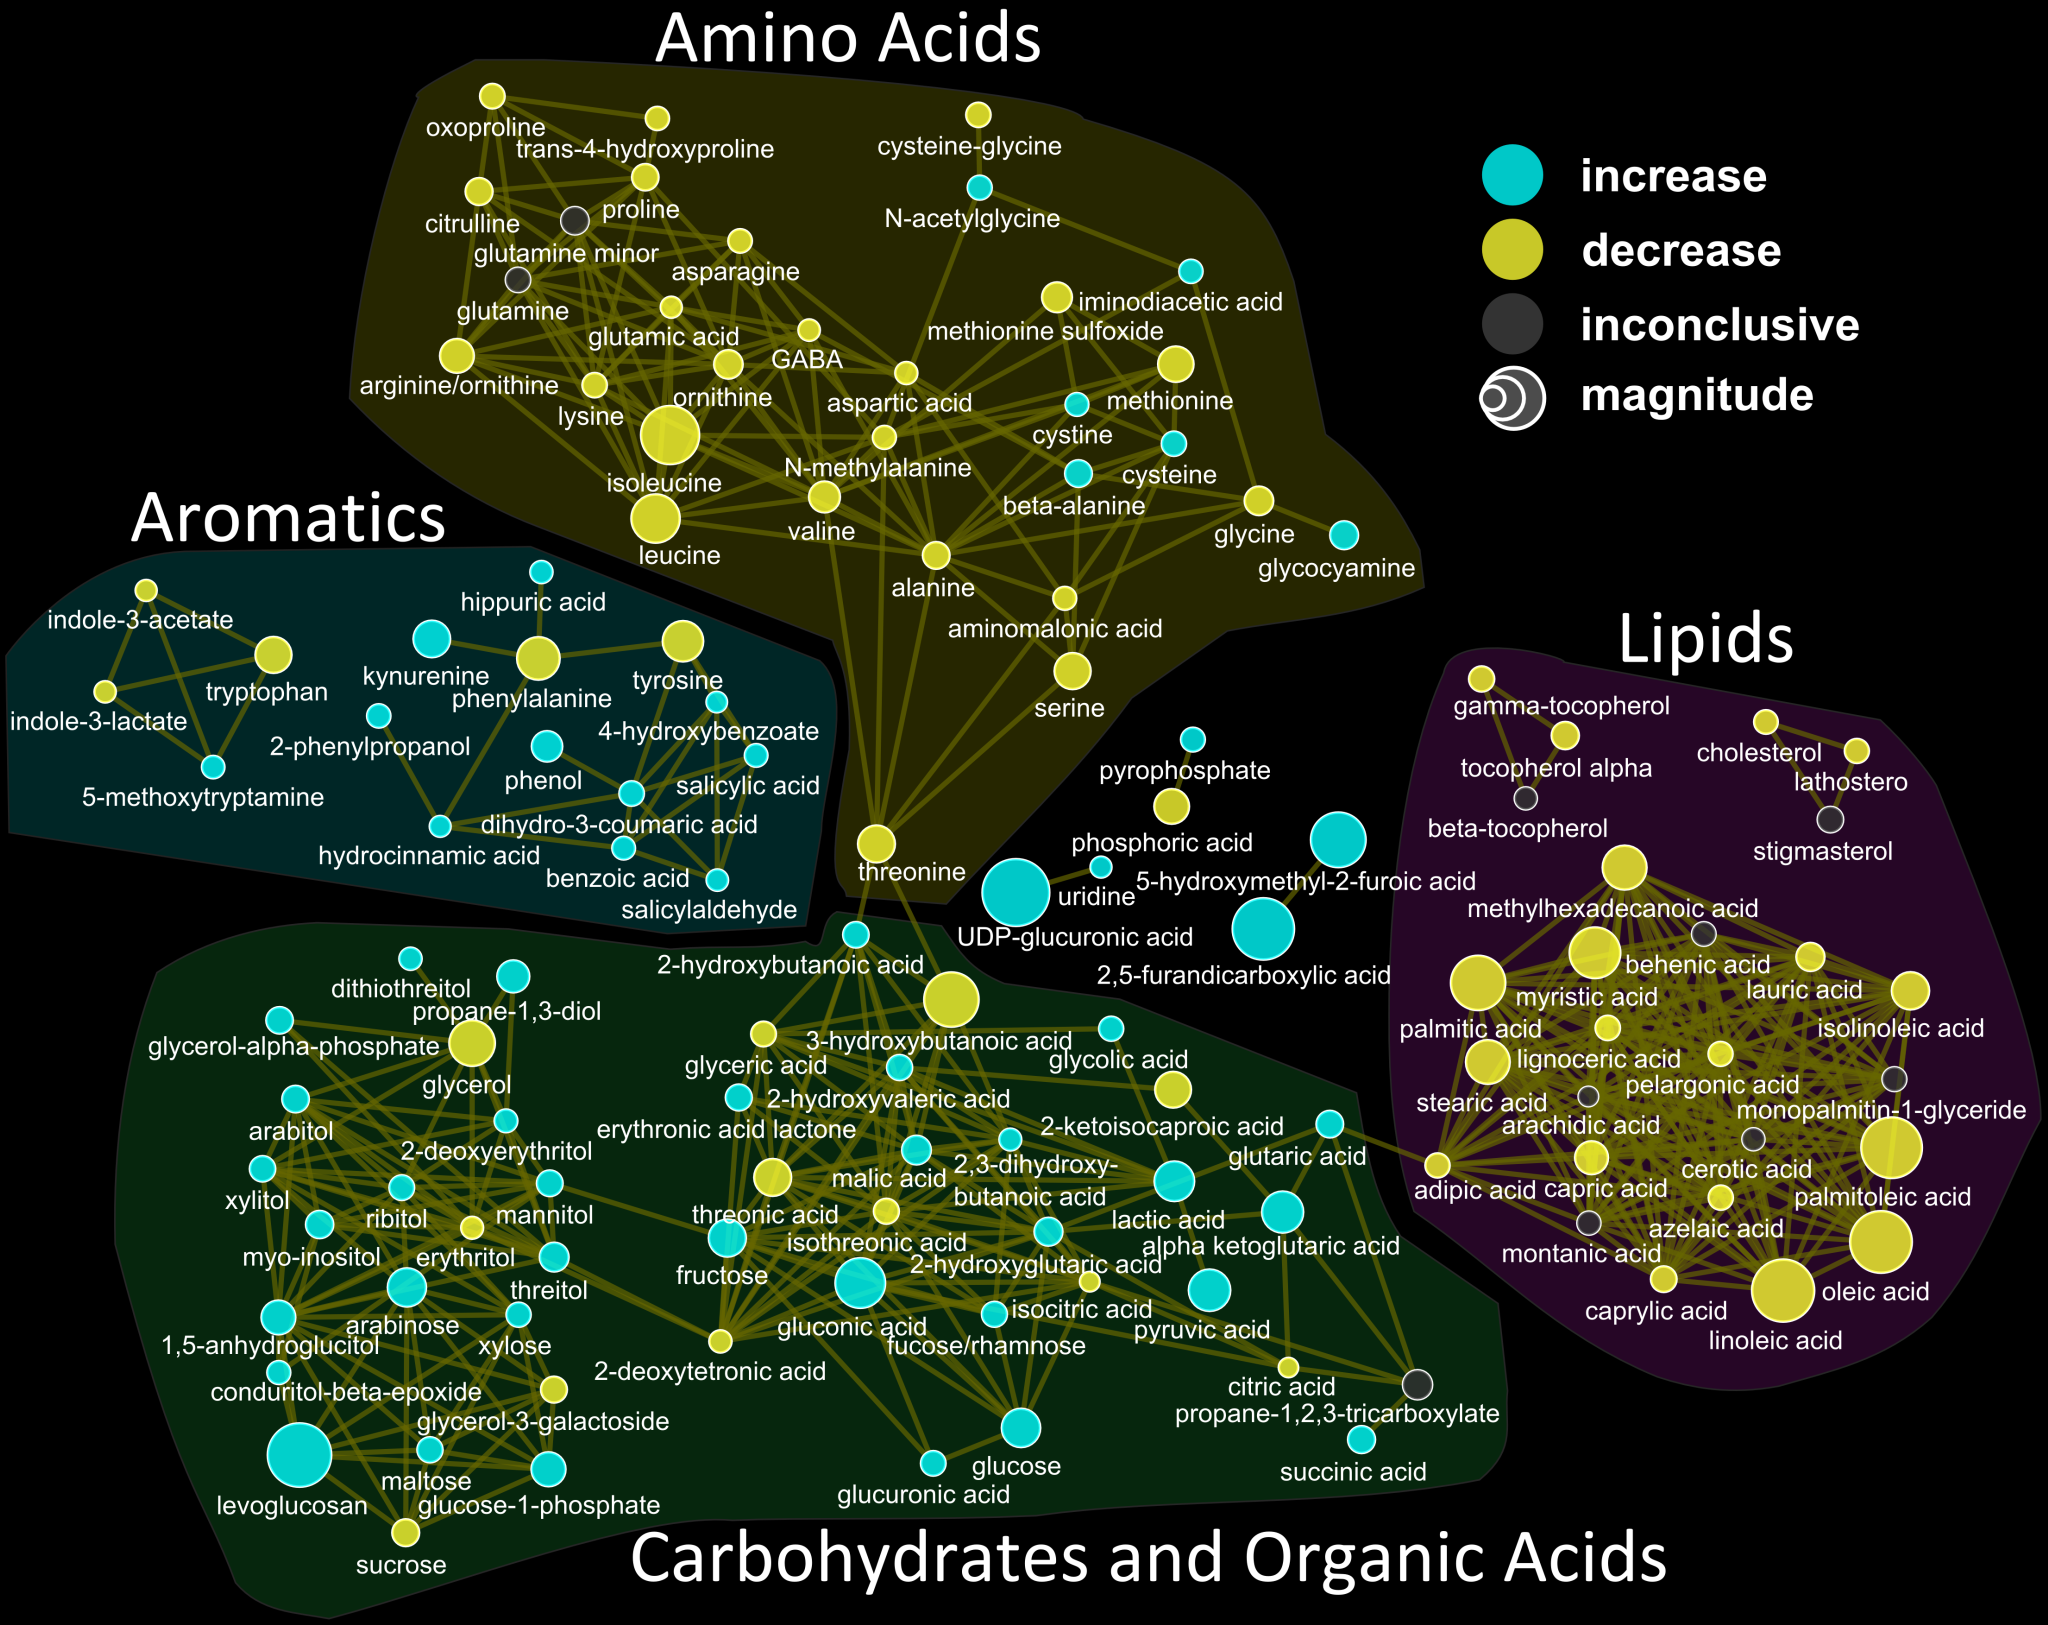 Amino Acids
oxoproline
trans-4-hydroxyproline
cysteine-glycine
increase
citrulline
proline
N-acetylglycine
glutamine minor
asparagine
decrease
glutamine
glutamic acid
iminodiacetic acid
methionine sulfoxide
inconclusive
GABA
arginine/ornithine
lysine
ornithine
aspartic acid
methionine
magnitude
cystine
isoleucine
N-methylalanine
cysteine
beta-alanine
leucine
valine
glycine
alanine
glycocyamine
aminomalonic acid
serine
threonine
Aromatics
indole-3-acetate
hippuric acid
kynurenine
tryptophan
phenylalanine
tyrosine
indole-3-lactate
2-phenylpropanol
4-hydroxybenzoate
phenol
salicylic acid
5-methoxytryptamine
dihydro-3-coumaric acid
hydrocinnamic acid
benzoic acid
salicylaldehyde
pyrophosphate
phosphoric acid
uridine
5-hydroxymethyl-2-furoic acid
UDP-glucuronic acid
2,5-furandicarboxylic acid
Lipids
gamma-tocopherol
cholesterol
tocopherol alpha
lathostero
beta-tocopherol
stigmasterol
methylhexadecanoic acid
behenic acid
lauric acid
myristic acid
palmitic acid
isolinoleic acid
lignoceric acid
pelargonic acid
stearic acid
monopalmitin-1-glyceride
arachidic acid
cerotic acid
adipic acid
capric acid
palmitoleic acid
azelaic acid
montanic acid
caprylic acid
oleic acid
linoleic acid
2-hydroxybutanoic acid
dithiothreitol
propane-1,3-diol
glycerol-alpha-phosphate
glycerol
3-hydroxybutanoic acid
glyceric acid
glycolic acid
2-hydroxyvaleric acid
arabitol
erythronic acid lactone
2-ketoisocaproic acid
2-deoxyerythritol
glutaric acid
malic acid
2,3-dihydroxy-
butanoic acid
xylitol
ribitol
mannitol
threonic acid
lactic acid
myo-inositol
erythritol
isothreonic acid
alpha ketoglutaric acid
fructose
2-hydroxyglutaric acid
threitol
isocitric acid
arabinose
gluconic acid
pyruvic acid
1,5-anhydroglucitol
xylose
fucose/rhamnose
2-deoxytetronic acid
conduritol-beta-epoxide
citric acid
glycerol-3-galactoside
propane-1,2,3-tricarboxylate
maltose
glucose
succinic acid
levoglucosan
glucose-1-phosphate
glucuronic acid
sucrose
Carbohydrates and Organic Acids